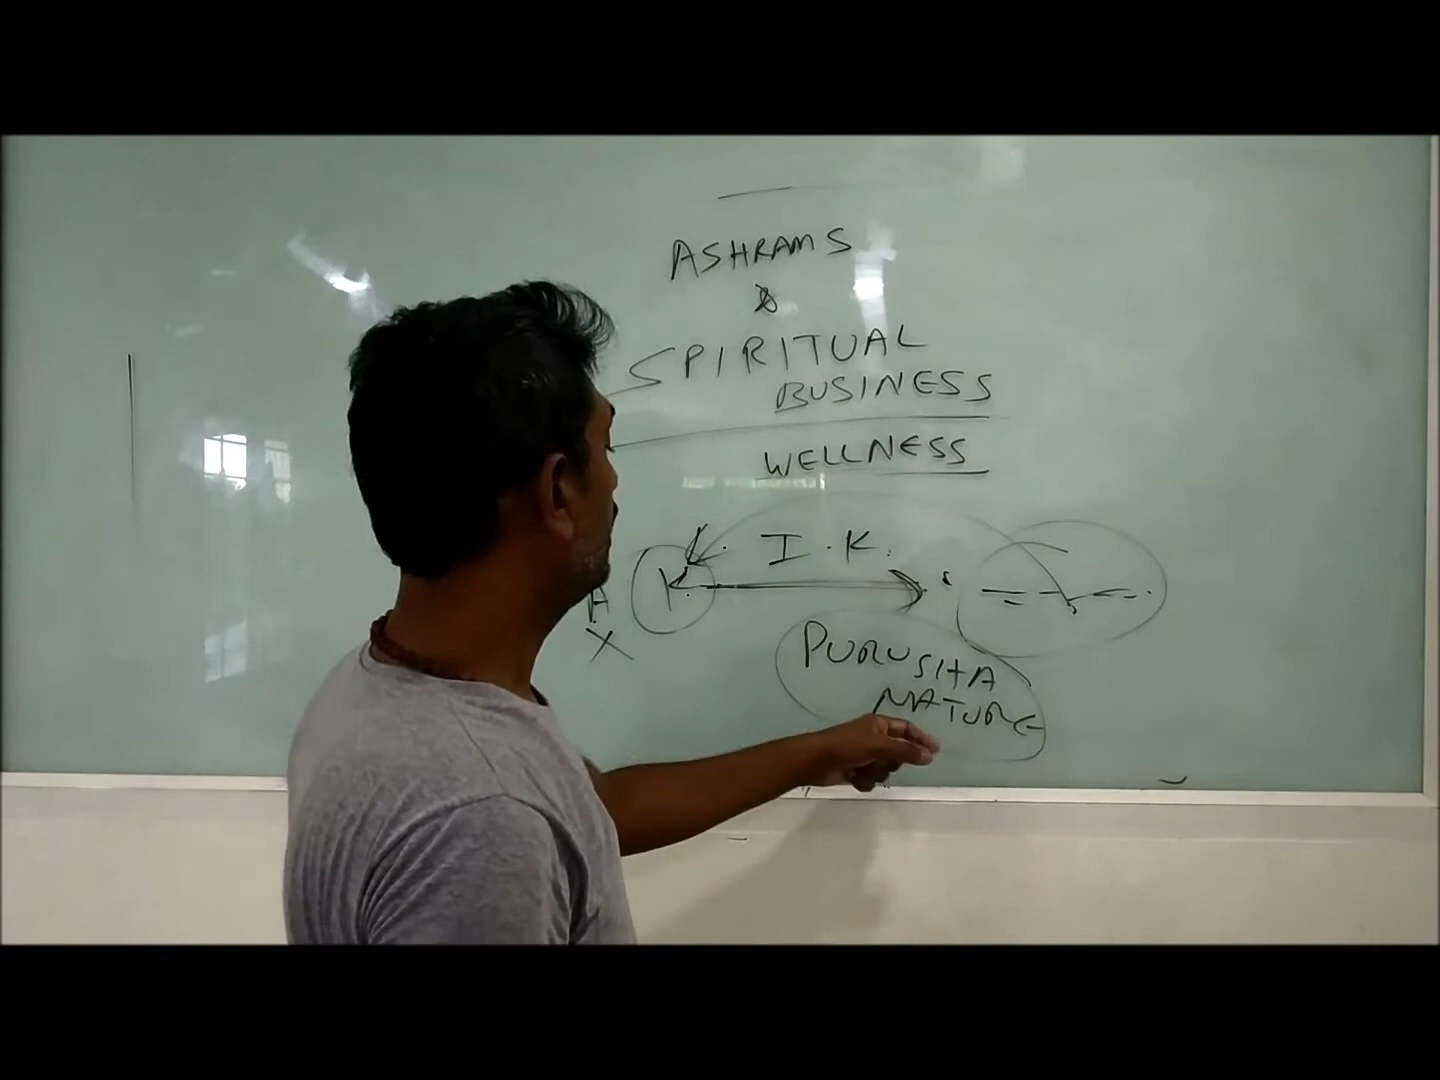 ASHRAMS
&
SPIRITUAL
BUSINESS
WELLNESS
I.K.
K
A
X
PURUSHA
NATURE